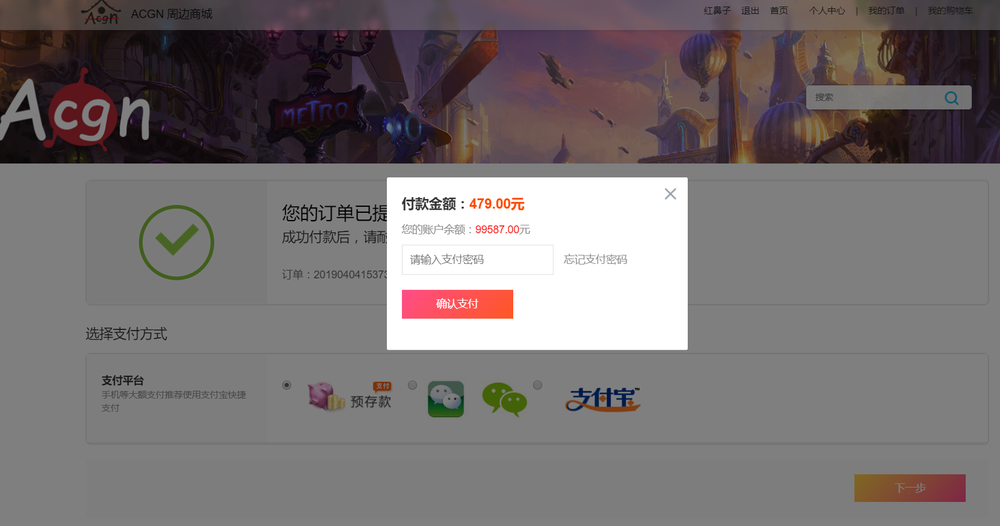 Acgn
ACGN 周边商城
红鼻子 退出 首页 个人中心 | 我的订单 | 我的购物车
METRO
Acgn
搜索
您的订单已提
成功付款后，请耐
订单：2019040415373
付款金额：479.00元
您的账户余额：99587.00元
请输入支付密码
忘记支付密码
确认支付
选择支付方式
支付平台
手机等大额支付推荐使用支付宝快捷
支付
支付
预存款
支付宝™
下一步